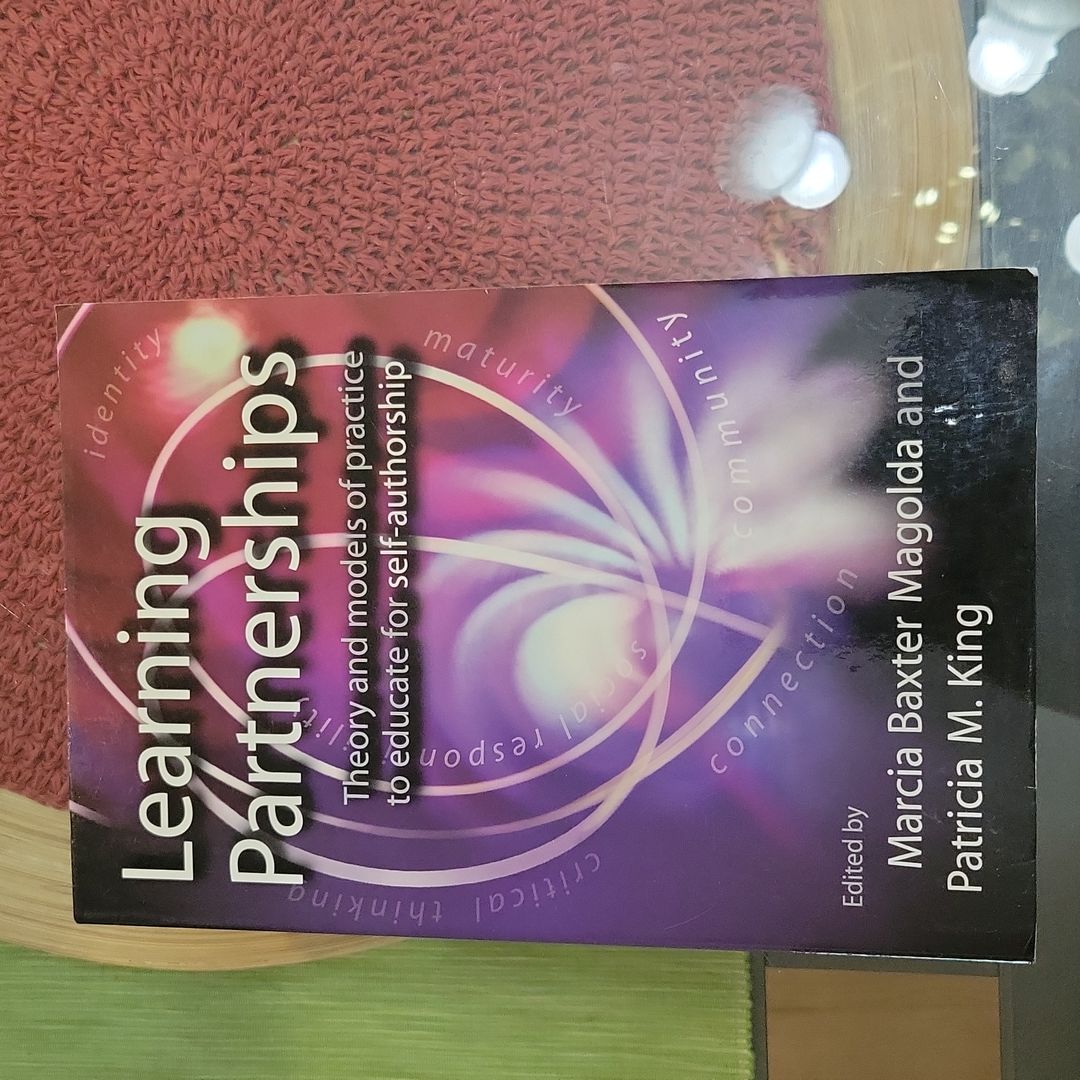 identity
Learning
Partnerships
maturity
Theory and models of practice
to educate for self-authorship
social responsibility
critical thinking
community
connection
Edited by
Marcia Baxter Magolda and
Patricia M. King